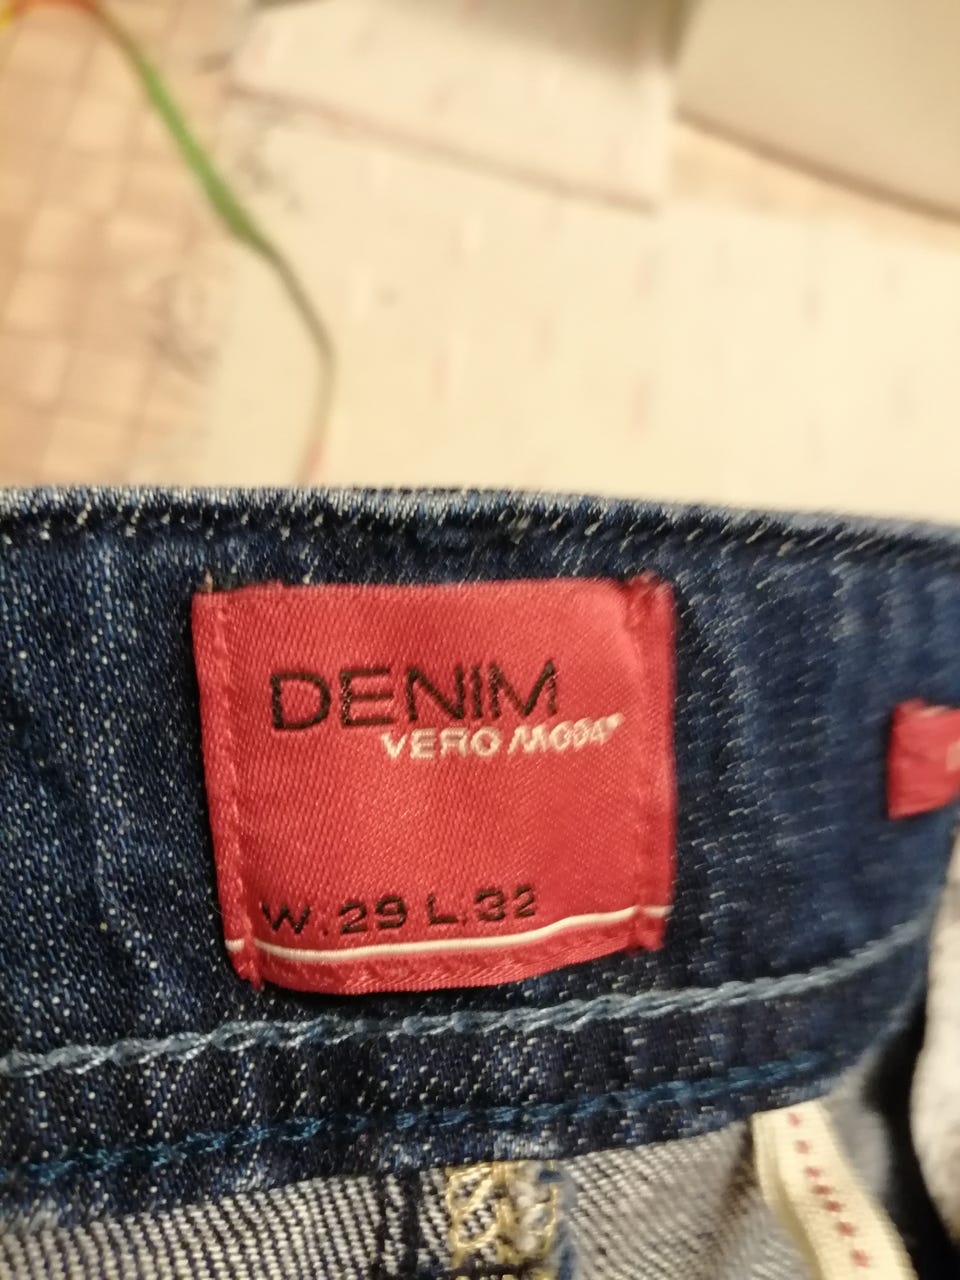 DENIM
VERO MODA
W.29 L.32